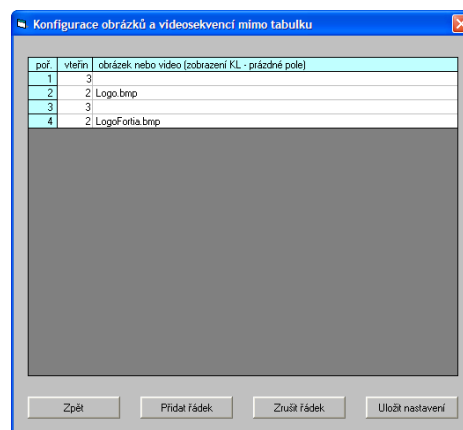 Konfigurace obrázků a videosekvencí mimo tabulku
poř. vteřin obrázek nebo video (zobrazení KL - prázdné pole)
1 3
2 2 Logo.bmp
3 3
4 2 LogoFortia.bmp
Zpět Přidat řádek Zrušit řádek Uložit nastavení